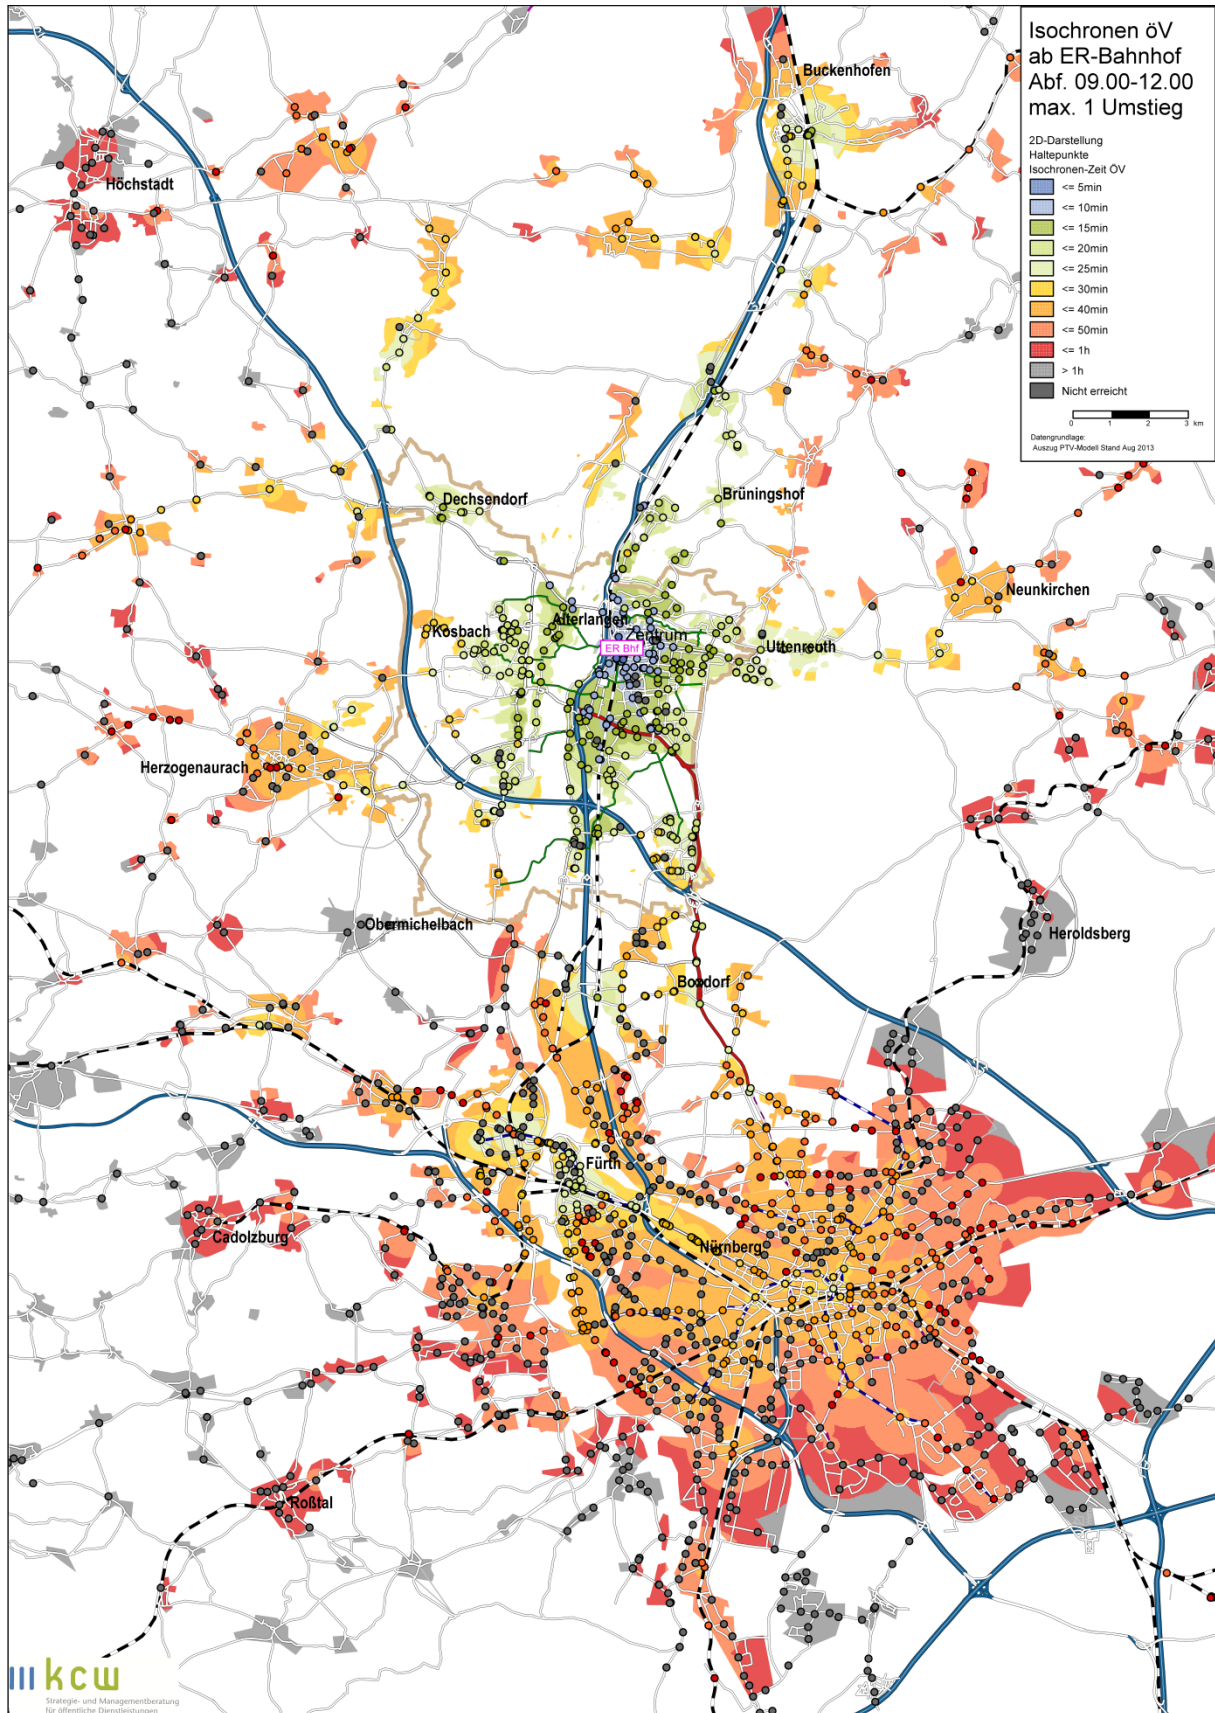 Isochronen öV
ab ER-Bahnhof
Abf. 09.00-12.00
max. 1 Umstieg
2D-Darstellung
Haltepunkte
Isochronen-Zeit ÖV
<= 5min
<= 10min
<= 15min
<= 20min
<= 25min
<= 30min
<= 40min
<= 50min
<= 1h
> 1h
Nicht erreicht
0 1 2 3 km
Datengrundlage:
Auszug PTV-Modell Stand Aug 2013
Buckenhofen
Höchstadt
Dechsendorf
Brüningshof
Neunkirchen
Alterlangen
Kosbach
Zentrum
ER Bhf
Uttenreuth
Herzogenaurach
Obermichelbach
Heroldsberg
Boxdorf
Fürth
Cadolzburg
Nürnberg
Roßtal
kcw
Strategie- und Managementberatung
für öffentliche Dienstleistungen